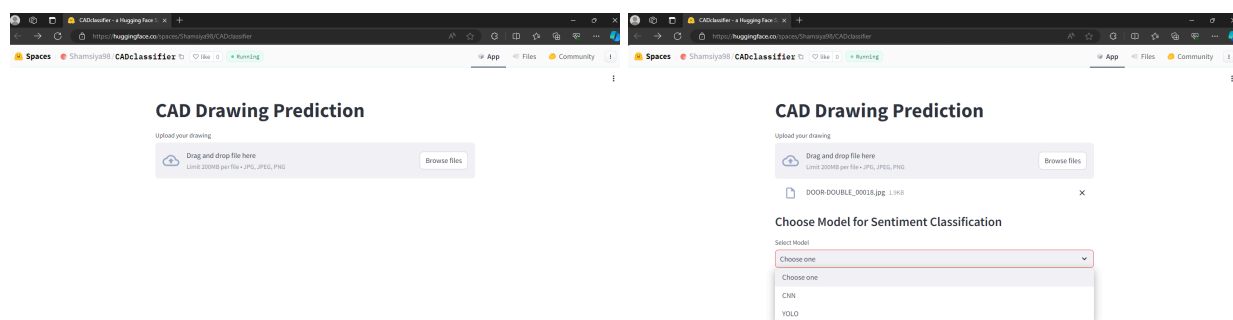 CADclassifier - a Hugging Face S
https://huggingface.co/spaces/Shamsiya98/CADclassifier
Spaces Shamsiya98/CADclassifier like 0 Running App Files Community
CAD Drawing Prediction
Upload your drawing
Drag and drop file here
Limit 200MB per file • JPG, JPEG, PNG
Browse files
CADclassifier - a Hugging Face S
https://huggingface.co/spaces/Shamsiya98/CADclassifier
Spaces Shamsiya98/CADclassifier like 0 Running App Files Community
CAD Drawing Prediction
Upload your drawing
Drag and drop file here
Limit 200MB per file • JPG, JPEG, PNG
Browse files
DOOR-DOUBLE_00018.jpg 1.9KB
Choose Model for Sentiment Classification
Select Model
Choose one
Choose one
CNN
YOLO